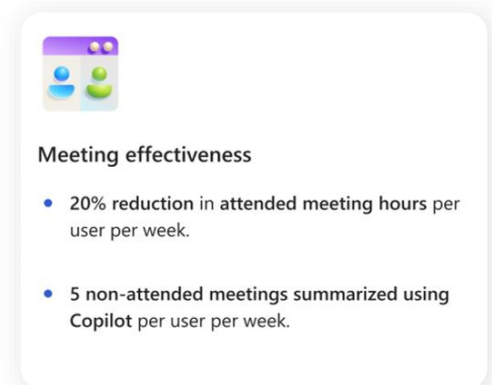 Meeting effectiveness
• 20% reduction in attended meeting hours per
user per week.
• 5 non-attended meetings summarized using
Copilot per user per week.